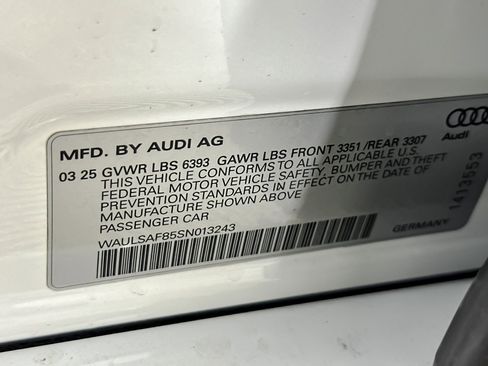 MFD. BY AUDI AG
03 25 GVWR LBS 6393 GAWR LBS FRONT 3351 /REAR 3307
THIS VEHICLE CONFORMS TO ALL APPLICABLE U.S.
FEDERAL MOTOR VEHICLE SAFETY, BUMPER, AND THEFT
PREVENTION STANDARDS IN EFFECT ON THE DATE OF
MANUFACTURE SHOWN ABOVE
PASSENGER CAR
WAULSAF85SN013243
GERMANY
Audi
1413553